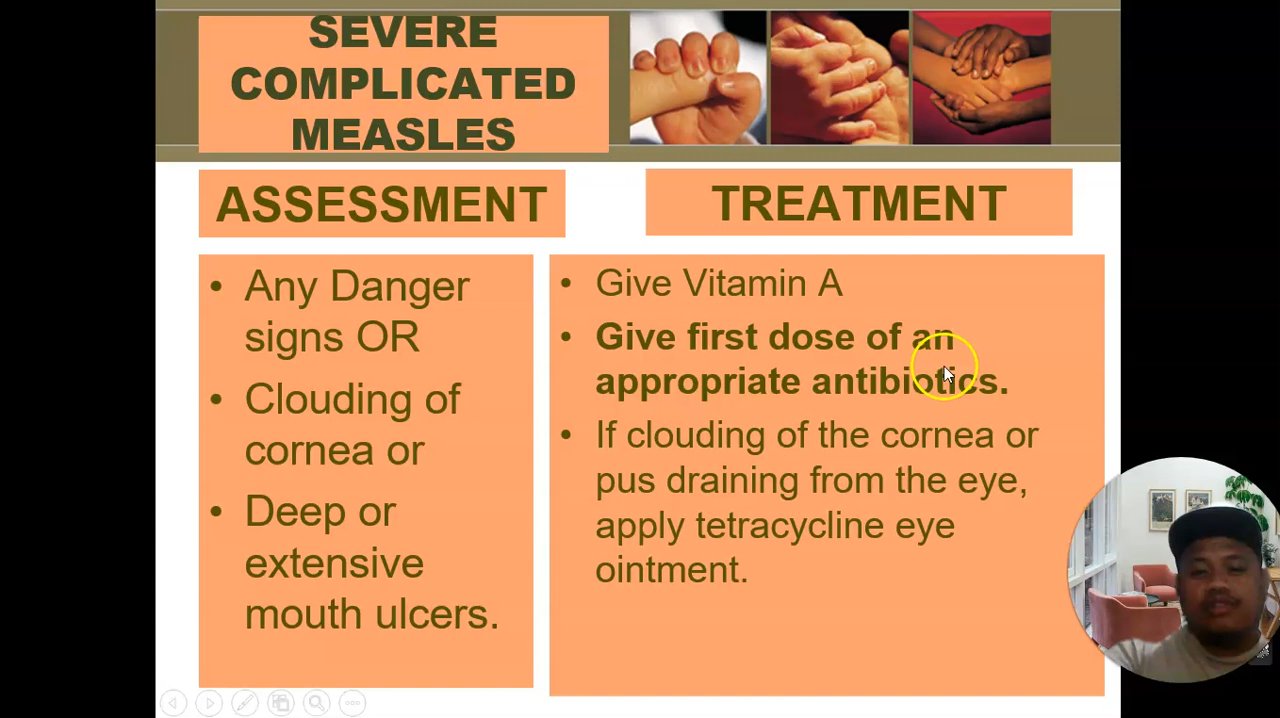 SEVERE
COMPLICATED
MEASLES
ASSESSMENT
• Any Danger
signs OR
• Clouding of
cornea or
• Deep or
extensive
mouth ulcers.
TREATMENT
• Give Vitamin A
• Give first dose of an
appropriate antibiotics.
• If clouding of the cornea or
pus draining from the eye,
apply tetracycline eye
ointment.